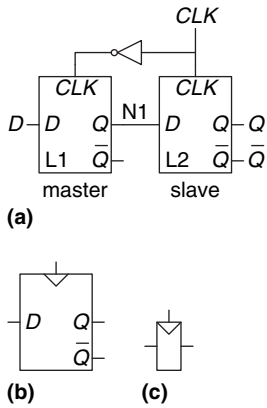 CLK
CLK CLK
D D Q N1 D Q Q
L1 Q̅ L2 Q̅ Q̅
master slave
(a)
D Q
Q̅
(b) (c)